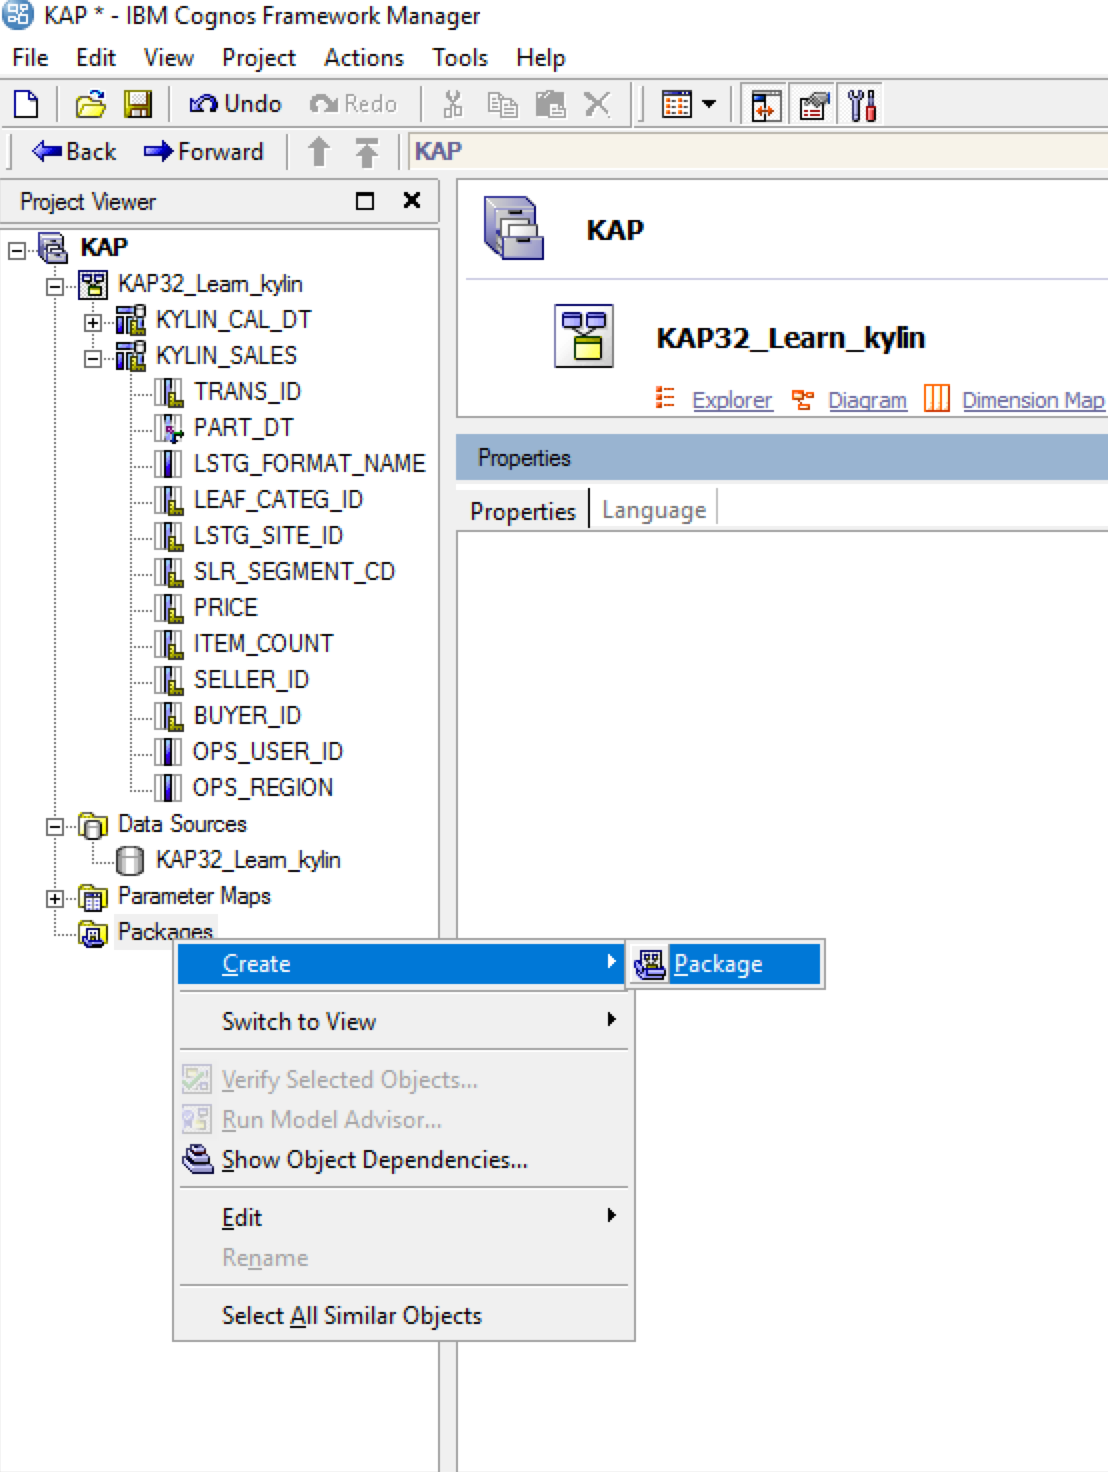 KAP * - IBM Cognos Framework Manager
File Edit View Project Actions Tools Help
Undo Redo
Back Forward KAP
Project Viewer
KAP
KAP32_Learn_kylin
KYLIN_CAL_DT
KYLIN_SALES
TRANS_ID
PART_DT
LSTG_FORMAT_NAME
LEAF_CATEG_ID
LSTG_SITE_ID
SLR_SEGMENT_CD
PRICE
ITEM_COUNT
SELLER_ID
BUYER_ID
OPS_USER_ID
OPS_REGION
Data Sources
KAP32_Learn_kylin
Parameter Maps
Packages
KAP
KAP32_Learn_kylin
Explorer Diagram Dimension Map
Properties
Properties Language
Create
Package
Switch to View
Verify Selected Objects...
Run Model Advisor...
Show Object Dependencies...
Edit
Rename
Select All Similar Objects